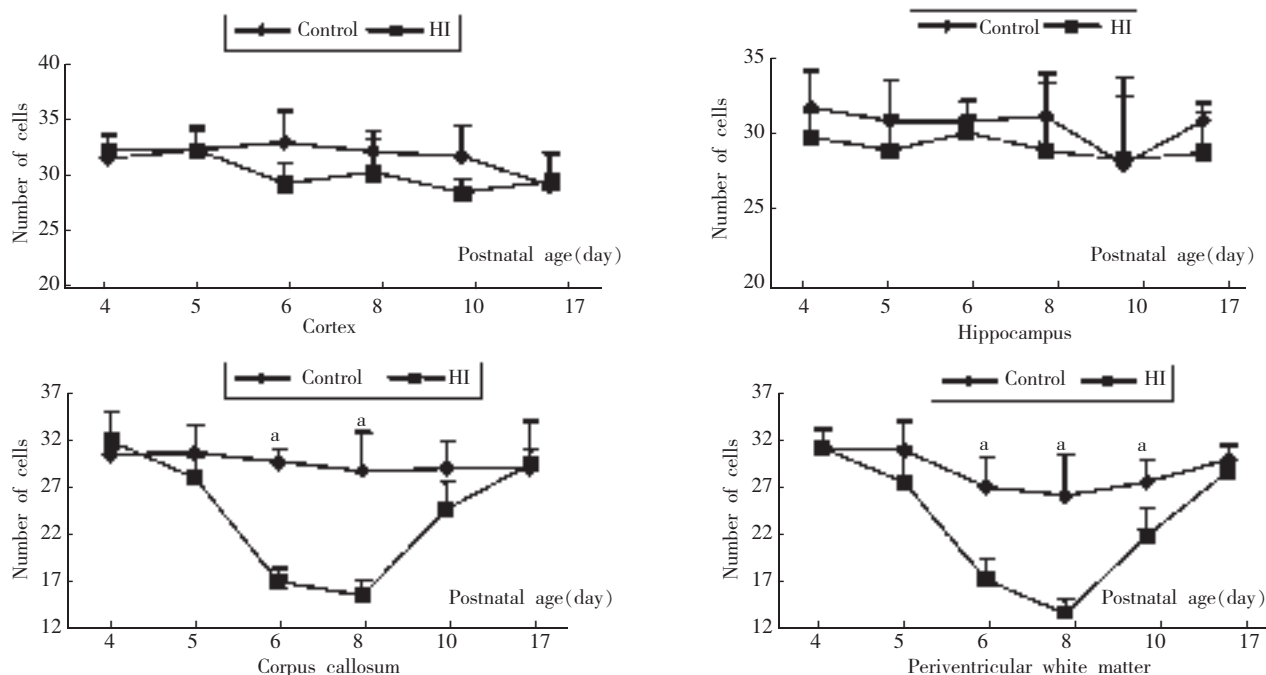 Control HI
40
35
30
25
20
Number of cells
Postnatal age(day)
4 5 6 8 10 17
Cortex
Control HI
35
30
25
20
Number of cells
Postnatal age(day)
4 5 6 8 10 17
Hippocampus
Control HI
37
32
27
22
17
12
Number of cells
a a
Postnatal age(day)
4 5 6 8 10 17
Corpus callosum
Control HI
37
32
27
22
17
12
Number of cells
a a a
Postnatal age(day)
4 5 6 8 10 17
Periventricular white matter